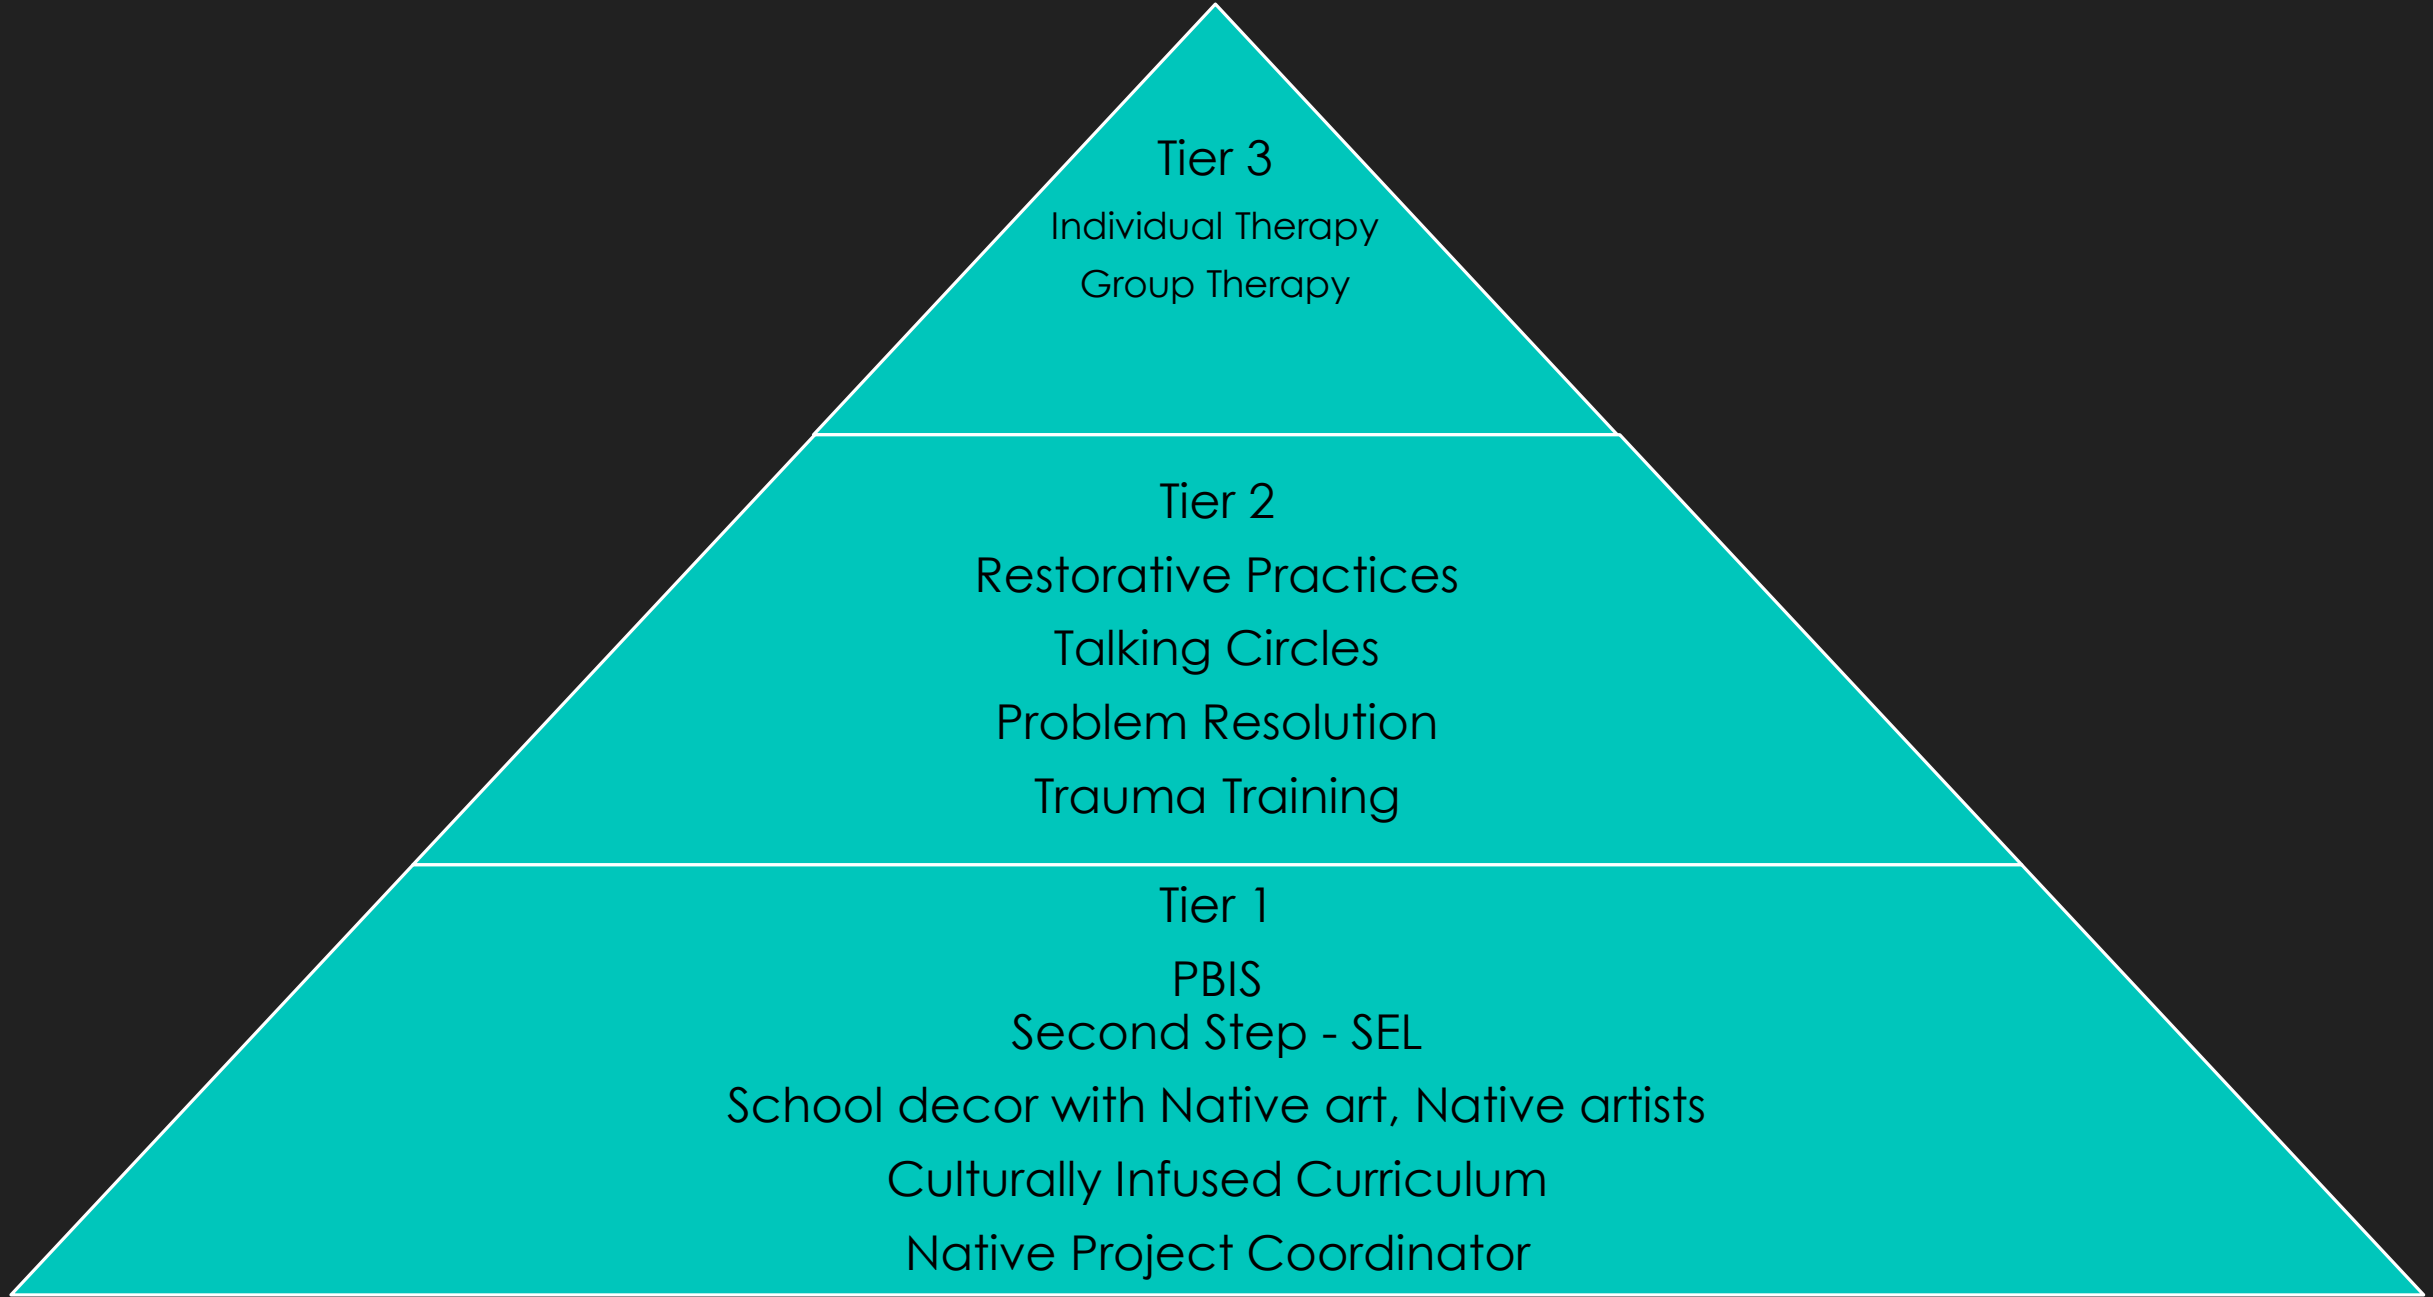 Tier 3
Individual Therapy
Group Therapy
Tier 2
Restorative Practices
Talking Circles
Problem Resolution
Trauma Training
Tier 1
PBIS
Second Step - SEL
School decor with Native art, Native artists
Culturally Infused Curriculum
Native Project Coordinator